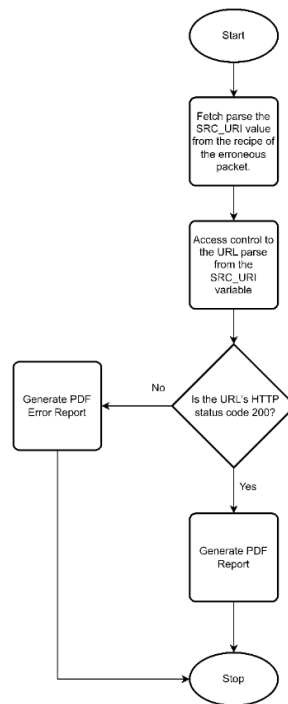 Start
Fetch parse the
SRC_URI value
from the recipe of
the erroneous
packet.
Access control to
the URL parse
from the
SRC_URI
variable
No
Is the URL's HTTP
status code 200?
Generate PDF
Error Report
Yes
Generate PDF
Report
Stop